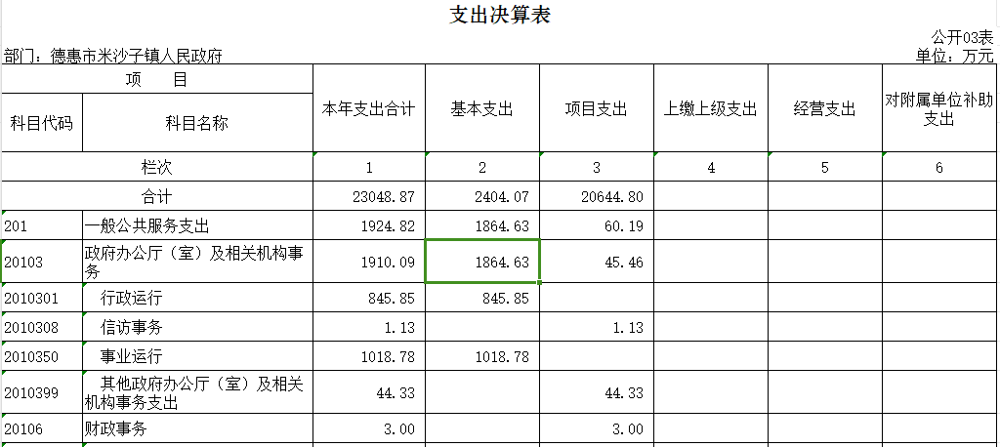 支出决算表
公开03表
部门：德惠市米沙子镇人民政府 单位：万元
项 目 本年支出合计 基本支出 项目支出 上缴上级支出 经营支出 对附属单位补助支出
科目代码 科目名称
栏次 1 2 3 4 5 6
合计 23048.87 2404.07 20644.80
201 一般公共服务支出 1924.82 1864.63 60.19
20103 政府办公厅（室）及相关机构事务 1910.09 1864.63 45.46
2010301 行政运行 845.85 845.85
2010308 信访事务 1.13 1.13
2010350 事业运行 1018.78 1018.78
2010399 其他政府办公厅（室）及相关机构事务支出 44.33 44.33
20106 财政事务 3.00 3.00